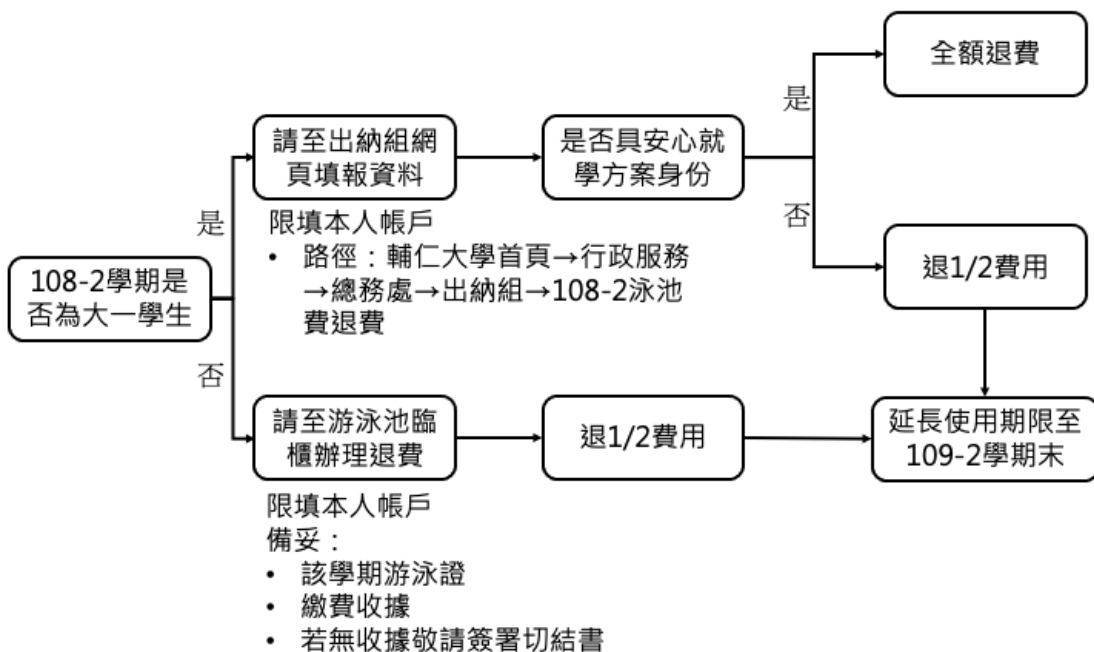 108-2學期是
否為大一學生
是
請至出納組網
頁填報資料
限填本人帳戶
• 路徑：輔仁大學首頁→行政服務
→總務處→出納組→108-2泳池
費退費
是否具安心就
學方案身份
是
全額退費
否
退1/2費用
否
請至游泳池臨
櫃辦理退費
限填本人帳戶
備妥：
• 該學期游泳證
• 繳費收據
• 若無收據敬請簽署切結書
退1/2費用
延長使用期限至
109-2學期末